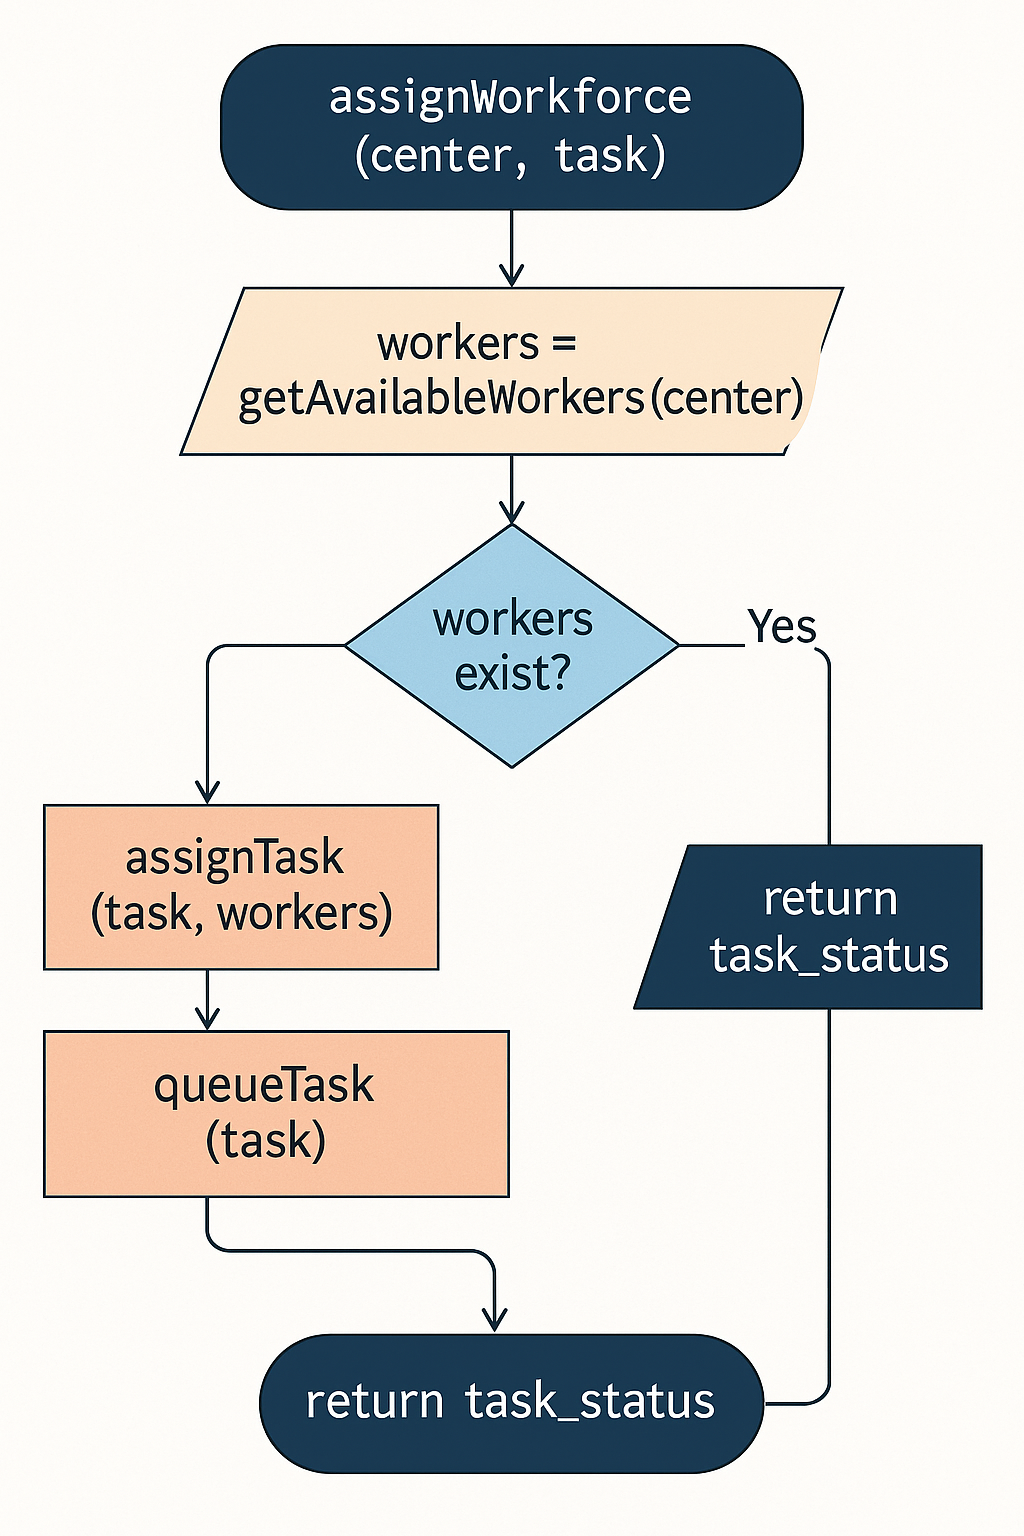 assignWorkforce
(center, task)
workers =
getAvailableWorkers(center)
workers
exist?
Yes
assignTask
(task, workers)
return
task_status
queueTask
(task)
return task_status